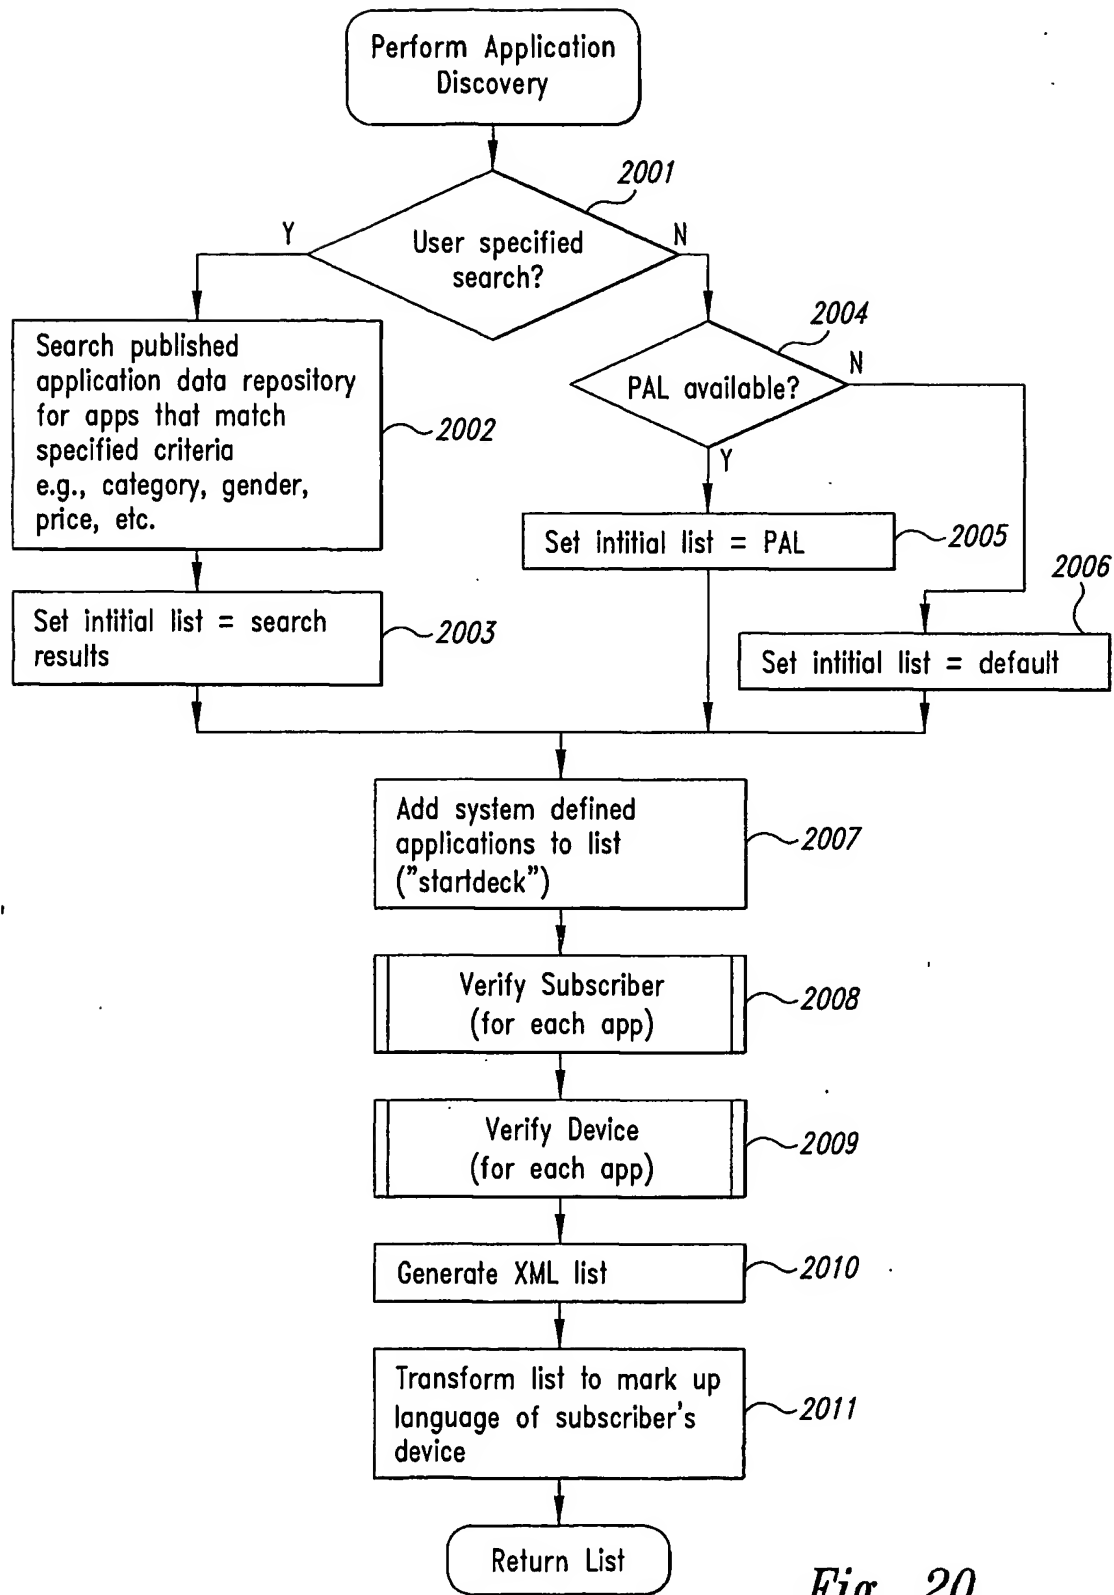 Perform Application
Discovery
2001
Y
User specified
search?
N
2004
Search published
application data repository
for apps that match
specified criteria
e.g., category, gender,
price, etc.
2002
PAL available?
N
Y
Set intitial list = PAL
2005
2006
Set intitial list = search
results
2003
Set intitial list = default
Add system defined
applications to list
("startdeck")
2007
Verify Subscriber
(for each app)
2008
Verify Device
(for each app)
2009
Generate XML list
2010
Transform list to mark up
language of subscriber's
device
2011
Return List
Fig. 20